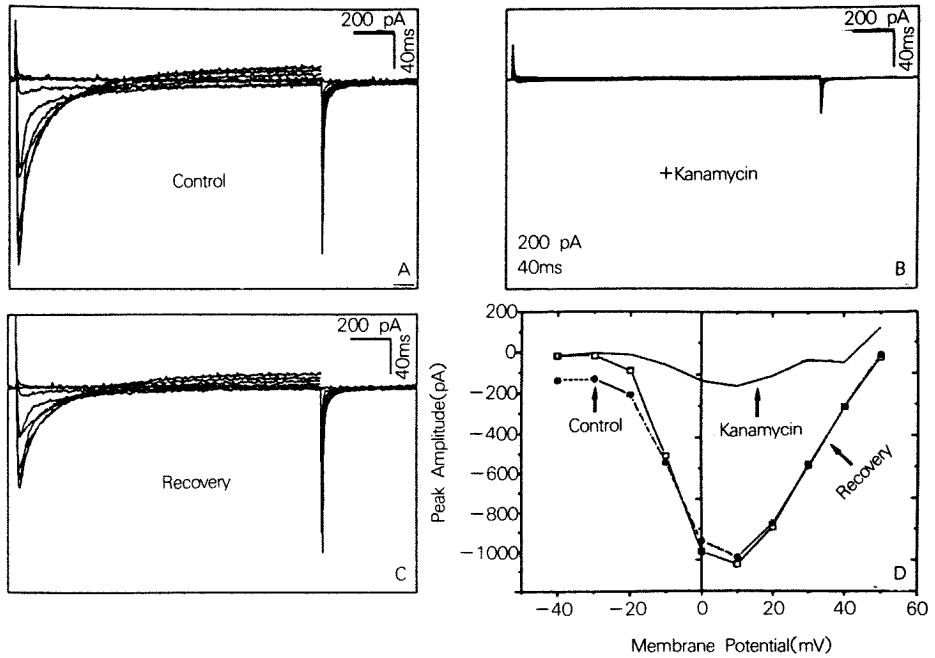 200 pA
40ms
Control
A
200 pA
40ms
+Kanamycin
200 pA
40ms
B
200 pA
40ms
Recovery
C
200
0
−200
−400
−600
−800
−1000
Peak Amplitude(pA)
Control
Kanamycin
Recovery
D
−40
−20
0
20
40
60
Membrane Potential(mV)